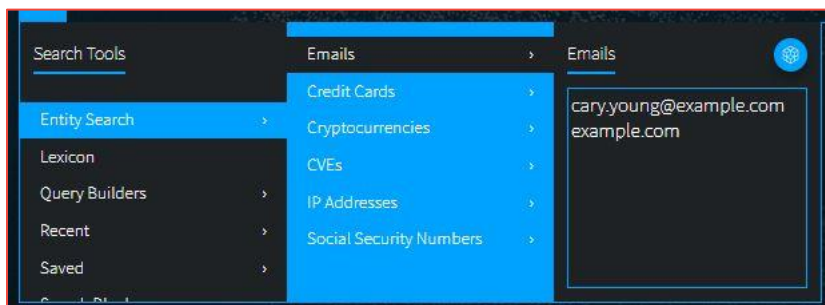 Search Tools
Entity Search
Lexicon
Query Builders
Recent
Saved
Emails
Credit Cards
Cryptocurrencies
CVEs
IP Addresses
Social Security Numbers
Emails
cary.young@example.com
example.com